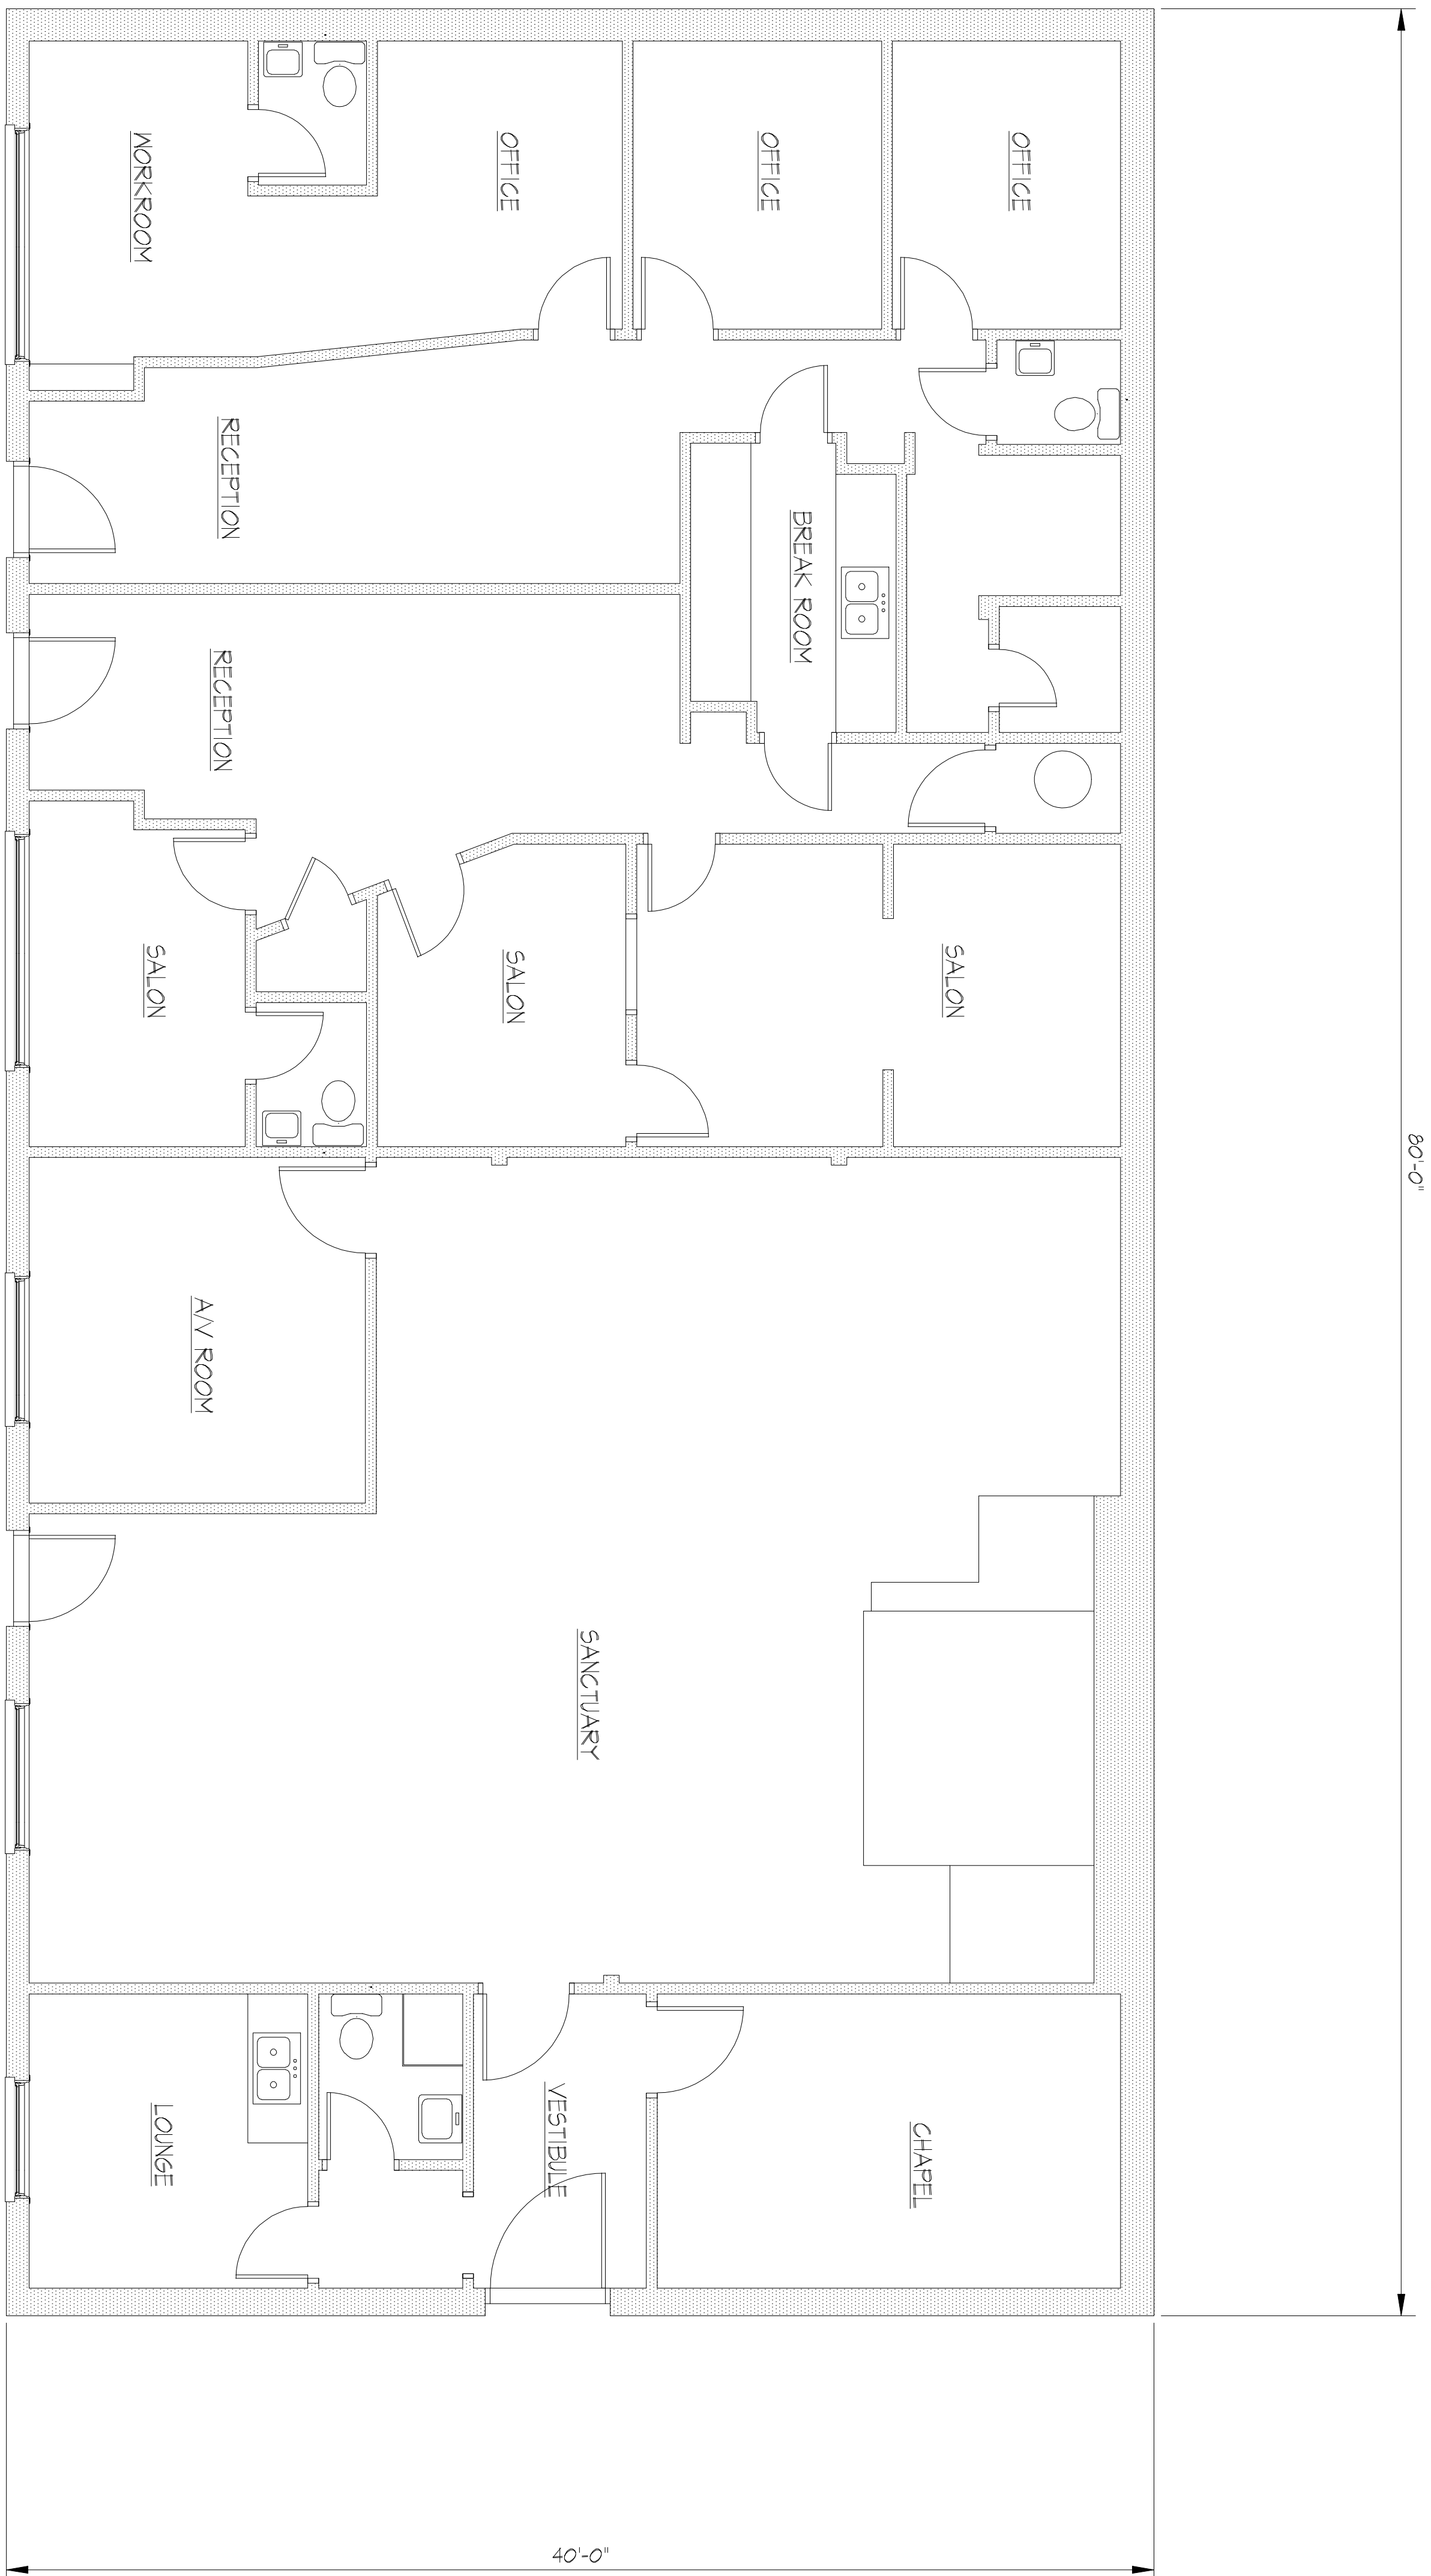 80'-0"
OFFICE
OFFICE
OFFICE
WORKROOM
BREAK ROOM
RECEPTION
RECEPTION
SALON
SALON
SALON
A/V ROOM
SANCTUARY
CHAPEL
VESTIBULE
LOUNGE
40'-0"